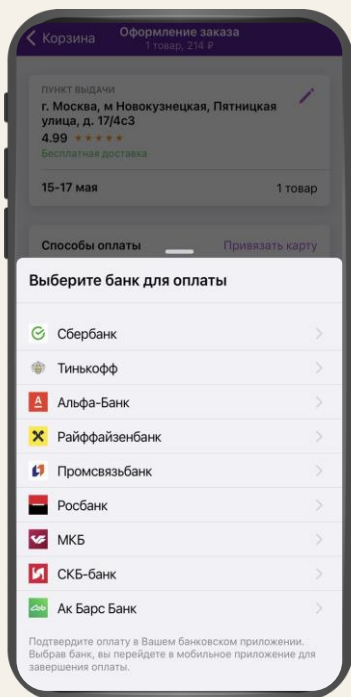 Корзина
Оформление заказа
1 товар, 214 ₽
ПУНКТ ВЫДАЧИ
г. Москва, м Новокузнецкая, Пятницкая
улица, д. 17/4с3
4.99 ★★★★★
Бесплатная доставка
15-17 мая
1 товар
Способы оплаты
Привязать карту
Выберите банк для оплаты
Сбербанк
Тинькофф
Альфа-Банк
Райффайзенбанк
Промсвязьбанк
Росбанк
МКБ
СКБ-банк
Ак Барс Банк
Подтвердите оплату в Вашем банковском приложении.
Выбрав банк, вы перейдете в мобильное приложение для
завершения оплаты.